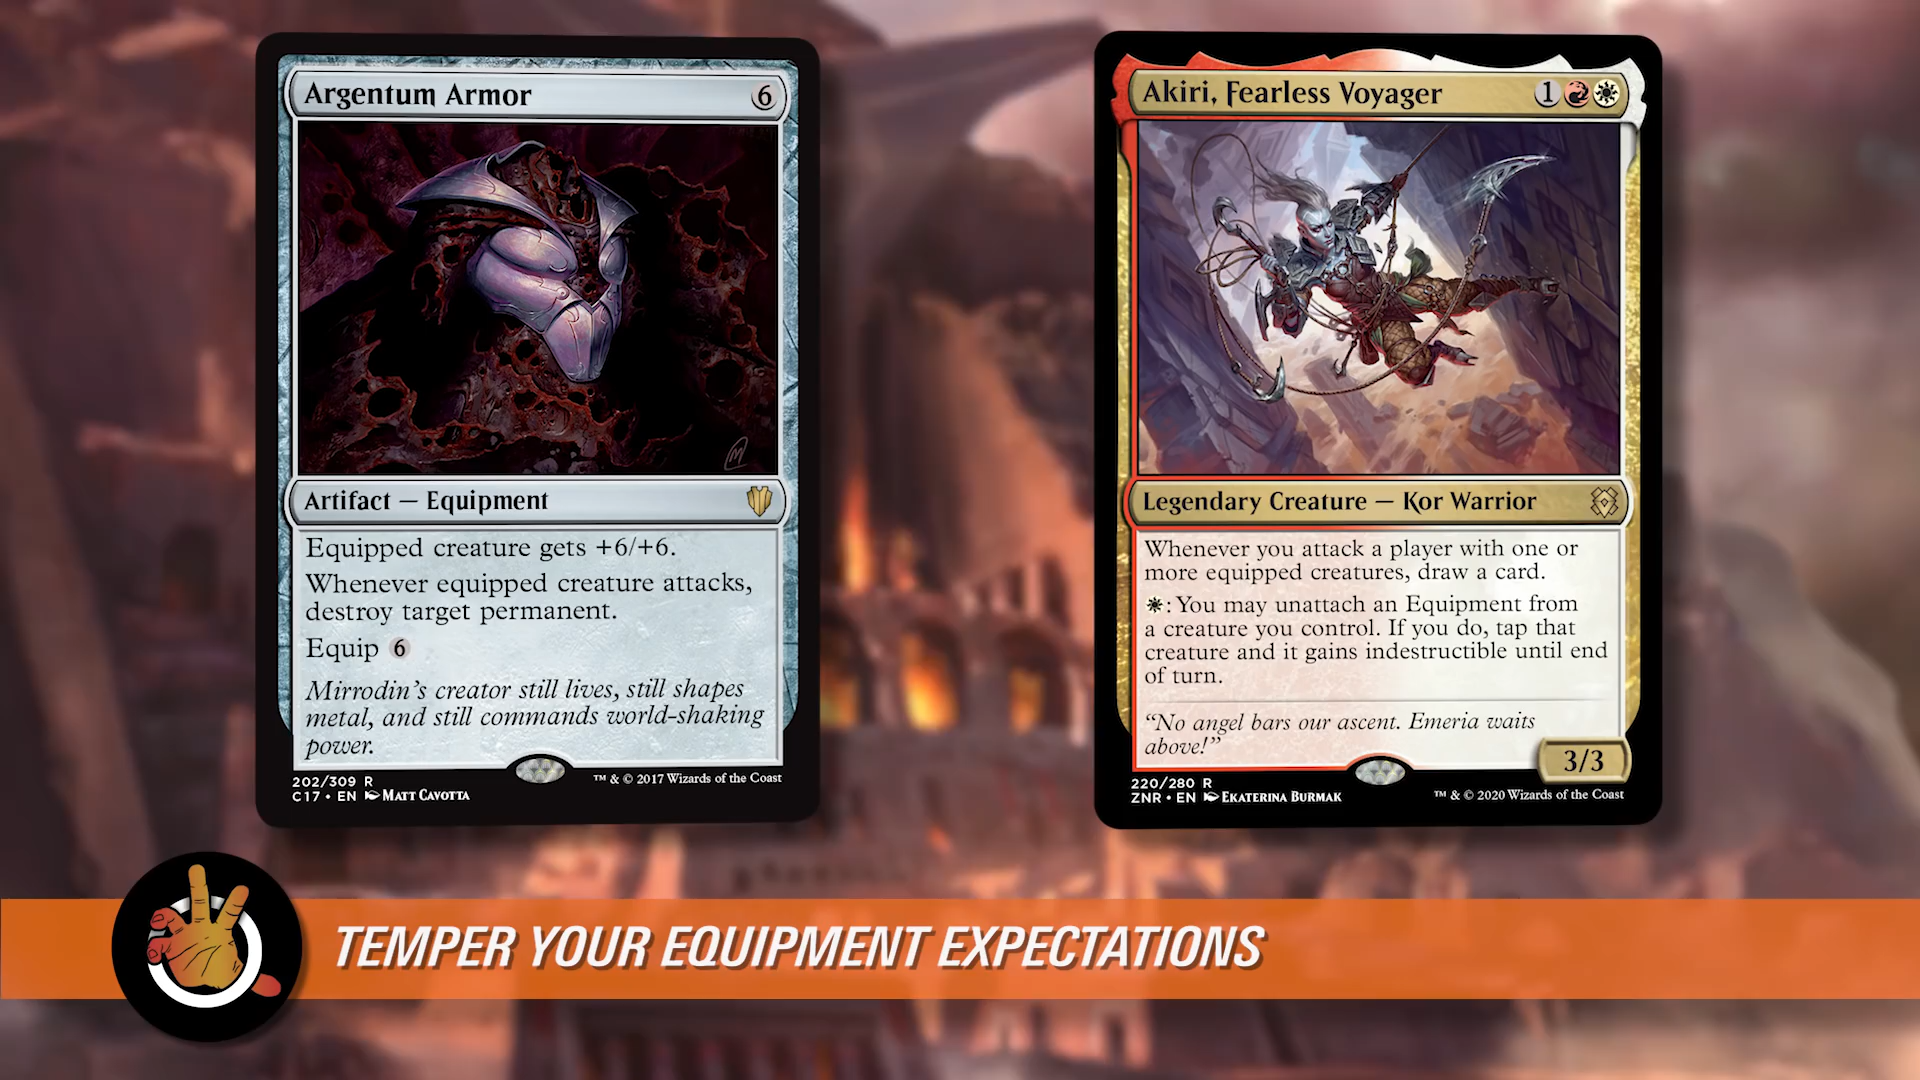 Argentum Armor 6
Artifact — Equipment
Equipped creature gets +6/+6.
Whenever equipped creature attacks,
destroy target permanent.
Equip 6
Mirrodin's creator still lives, still shapes
metal, and still commands world-shaking
power.
202/309 R
C17 • EN MATT CAVOTTA
™ & © 2017 Wizards of the Coast
Akiri, Fearless Voyager 1
Legendary Creature — Kor Warrior
Whenever you attack a player with one or
more equipped creatures, draw a card.
: You may unattach an Equipment from
a creature you control. If you do, tap that
creature and it gains indestructible until end
of turn.
“No angel bars our ascent. Emeria waits
above!”
3/3
220/280 R
ZNR • EN EKATERINA BURMAK
™ & © 2020 Wizards of the Coast
TEMPER YOUR EQUIPMENT EXPECTATIONS